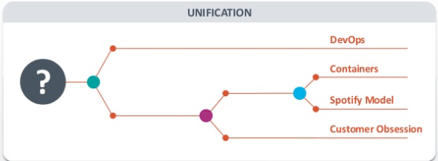 UNIFICATION
DevOps
?
Containers
Spotify Model
Customer Obsession